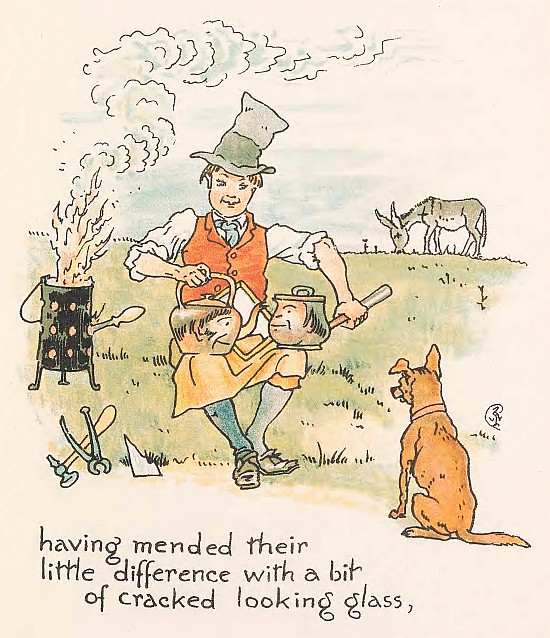 having mended their
little difference with a bit
of cracked looking glass,